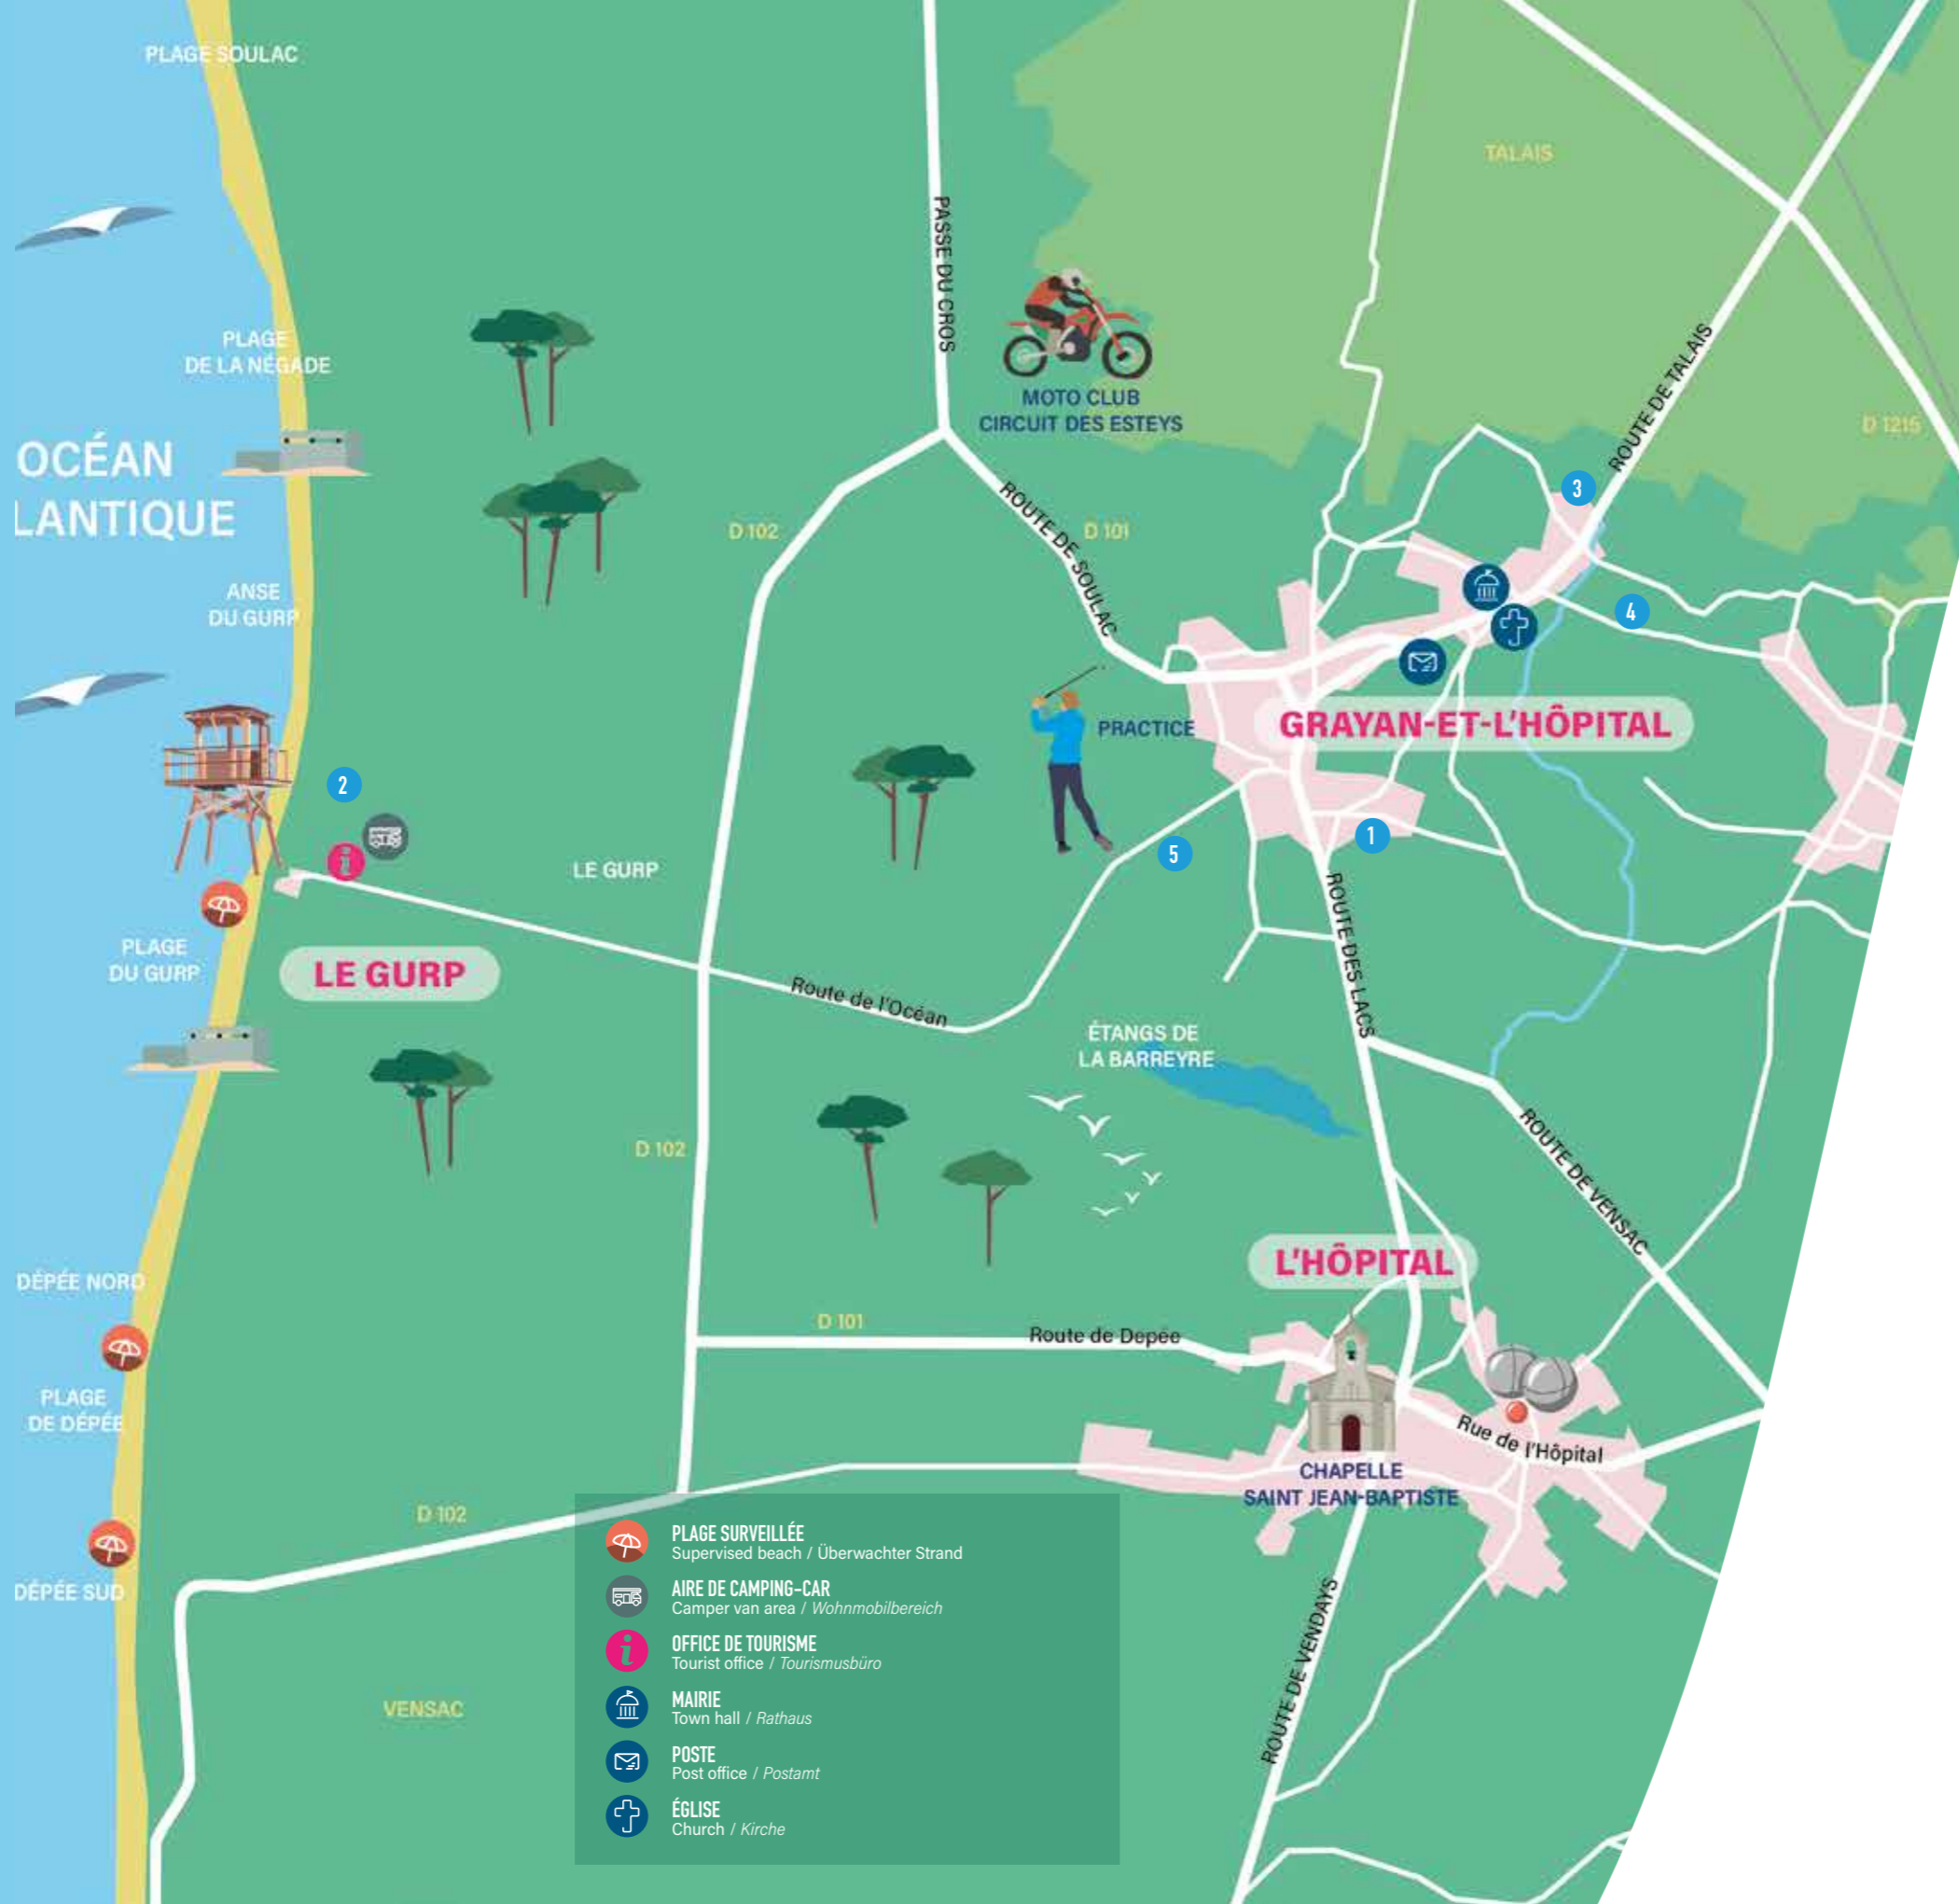 PLAGE SOULAC
TALAIS
PASSE DU CROS
PLAGE
DE LA NÉGADE
ROUTE DE TALAIS
MOTO CLUB
CIRCUIT DES ESTEYS
D 1215
OCÉAN
LANTIQUE
3
ROUTE DE SOULAC
D 102
D 101
ANSE
DU GURP
4
GRAYAN-ET-L'HÔPITAL
PRACTICE
2
1
5
i
LE GURP
ROUTE DES LACS
PLAGE
DU GURP
LE GURP
Route de l'Océan
ÉTANGS DE
LA BARREYRE
D 102
ROUTE DE VENSAC
L'HÔPITAL
DÉPÉE NORD
D 101
Route de Depée
PLAGE
DE DÉPÉE
Rue de l'Hôpital
CHAPELLE
SAINT JEAN-BAPTISTE
D 102
DÉPÉE SUD
ROUTE DE VENDAYS
VENSAC
PLAGE SURVEILLÉE
Supervised beach / Überwachter Strand
AIRE DE CAMPING-CAR
Camper van area / Wohnmobilbereich
i
OFFICE DE TOURISME
Tourist office / Tourismusbüro
MAIRIE
Town hall / Rathaus
POSTE
Post office / Postamt
ÉGLISE
Church / Kirche